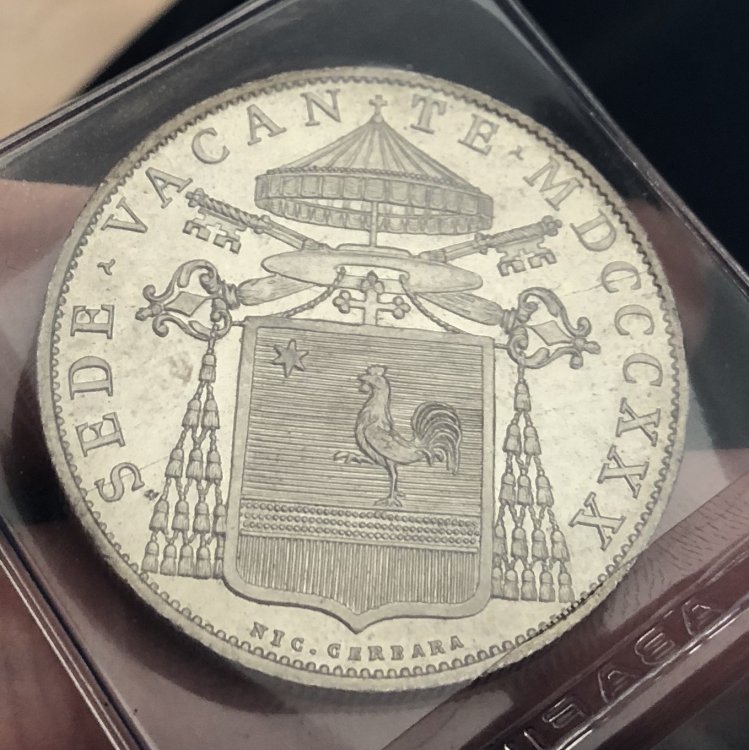 SEDE · VACANTE · MDCCCXXX
NIC. CERBARA